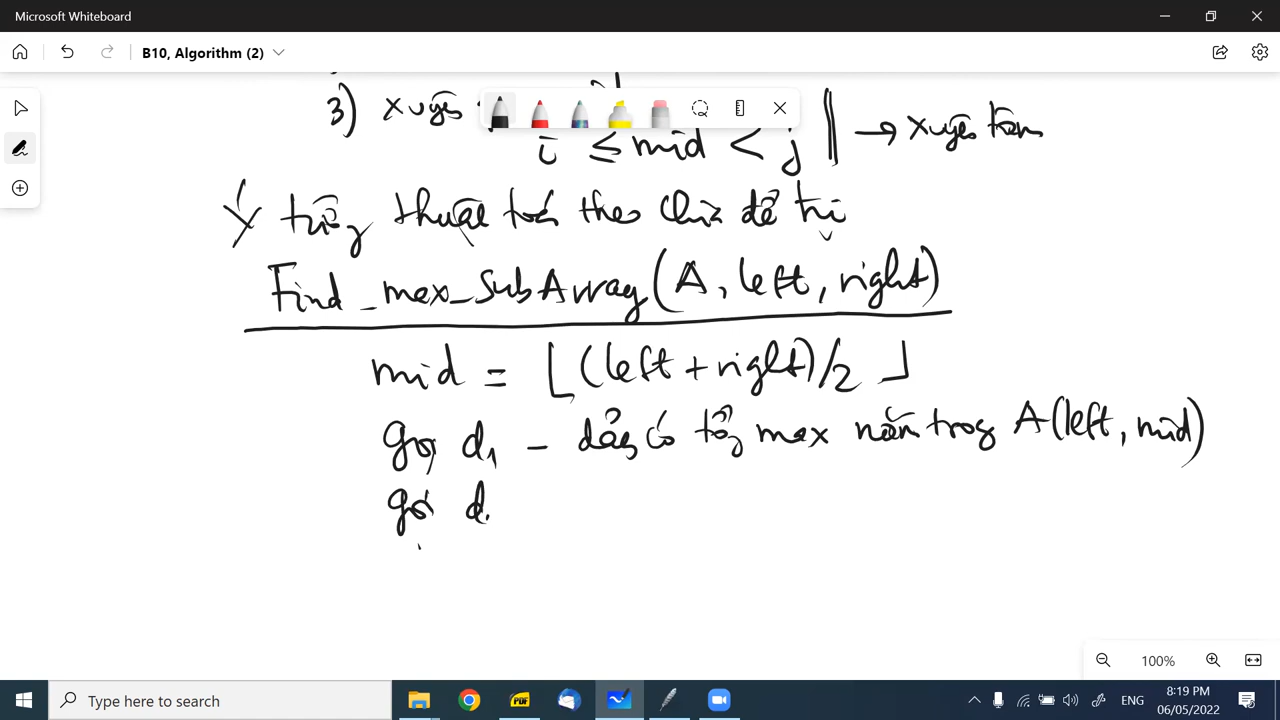 Microsoft Whiteboard
B10, Algorithm (2)
3) xuyên
i ≤ mid < j → xuyên tâm
Ý tưởng thuật toán theo chia để trị
Find_max_SubArray(A, left, right)
mid = ⌊(left+right)/2⌋
gọi d1 - dãy có tổng max nằm trong A(left, mid)
gọi d
100%
Type here to search
PDF
ENG
8:19 PM
06/05/2022